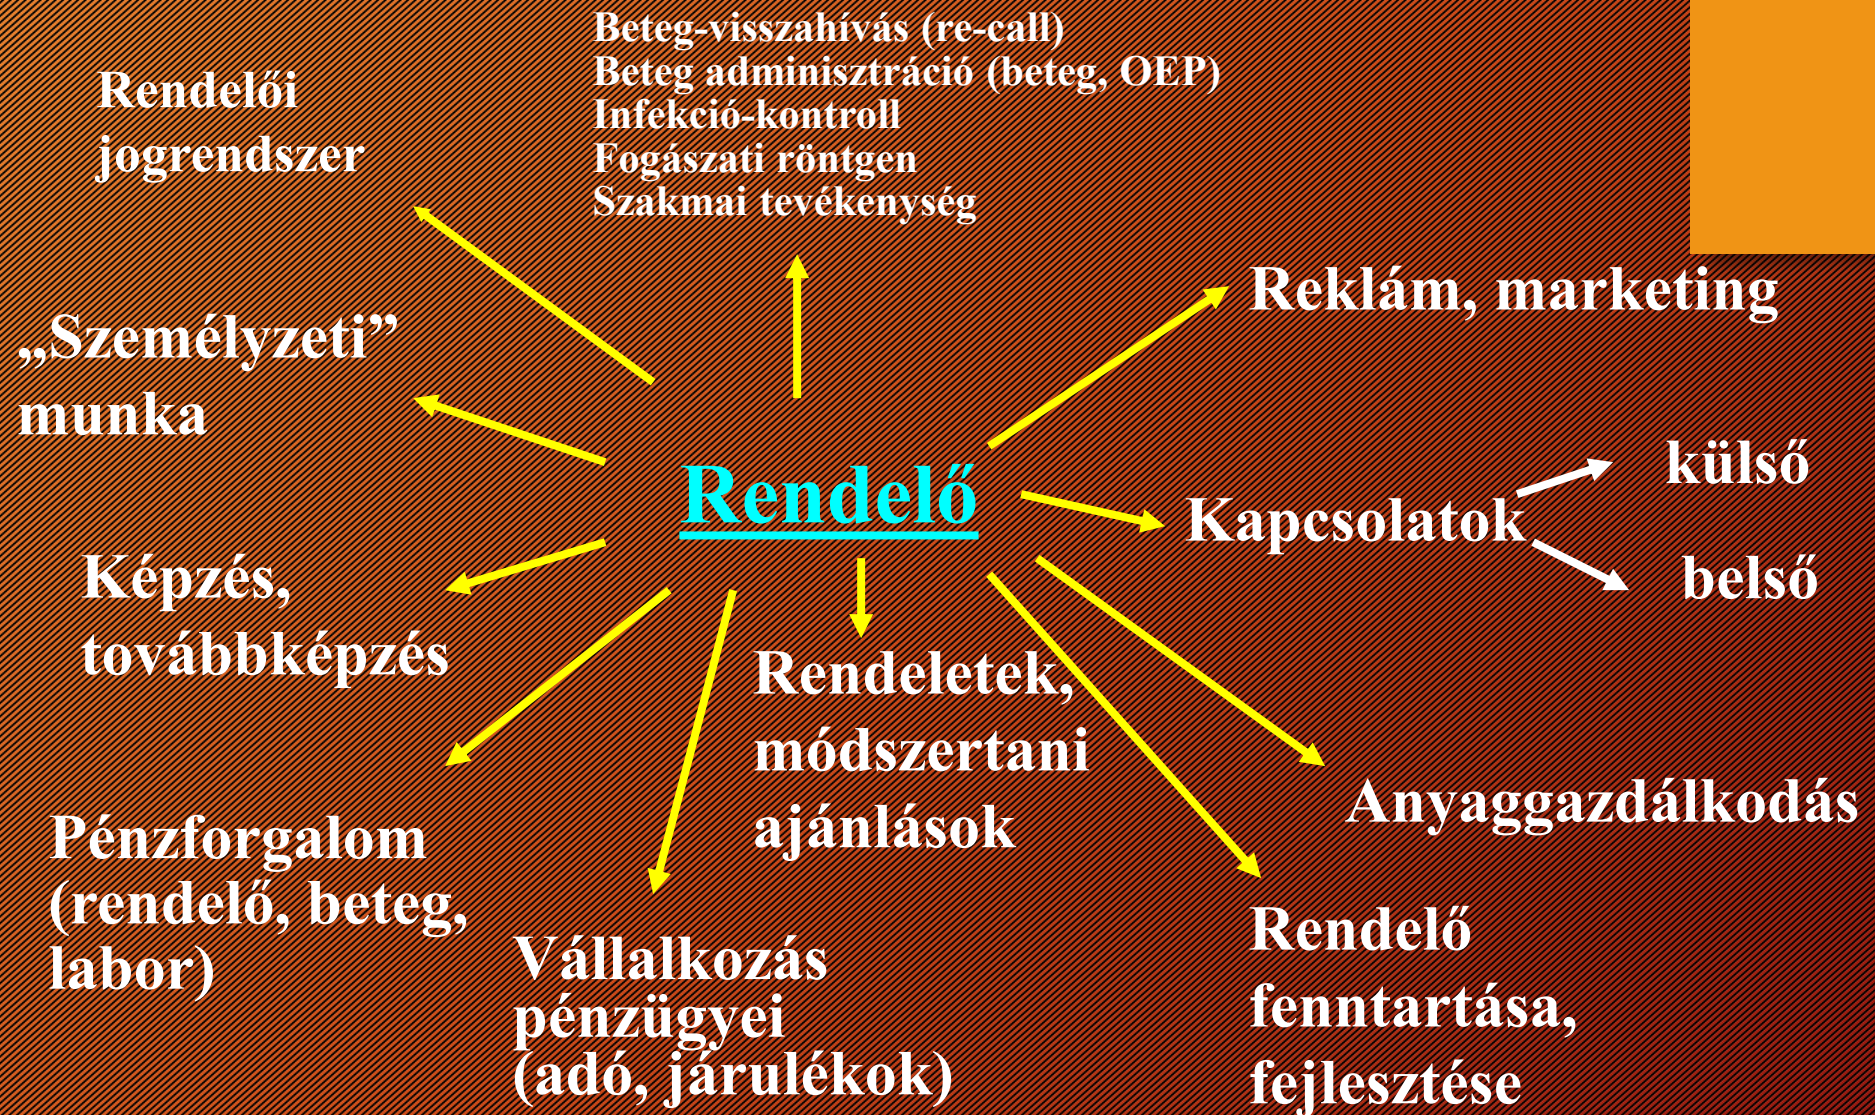 Beteg-visszahívás (re-call)
Beteg adminisztráció (beteg, OEP)
Infekció-kontroll
Fogászati röntgen
Szakmai tevékenység
Rendelői
jogrendszer
Reklám, marketing
„Személyzeti”
munka
külső
Rendelő
Kapcsolatok
belső
Képzés,
továbbképzés
Rendeletek,
módszertani
ajánlások
Anyaggazdálkodás
Pénzforgalom
(rendelő, beteg,
labor)
Vállalkozás
pénzügyei
(adó, járulékok)
Rendelő
fenntartása,
fejlesztése